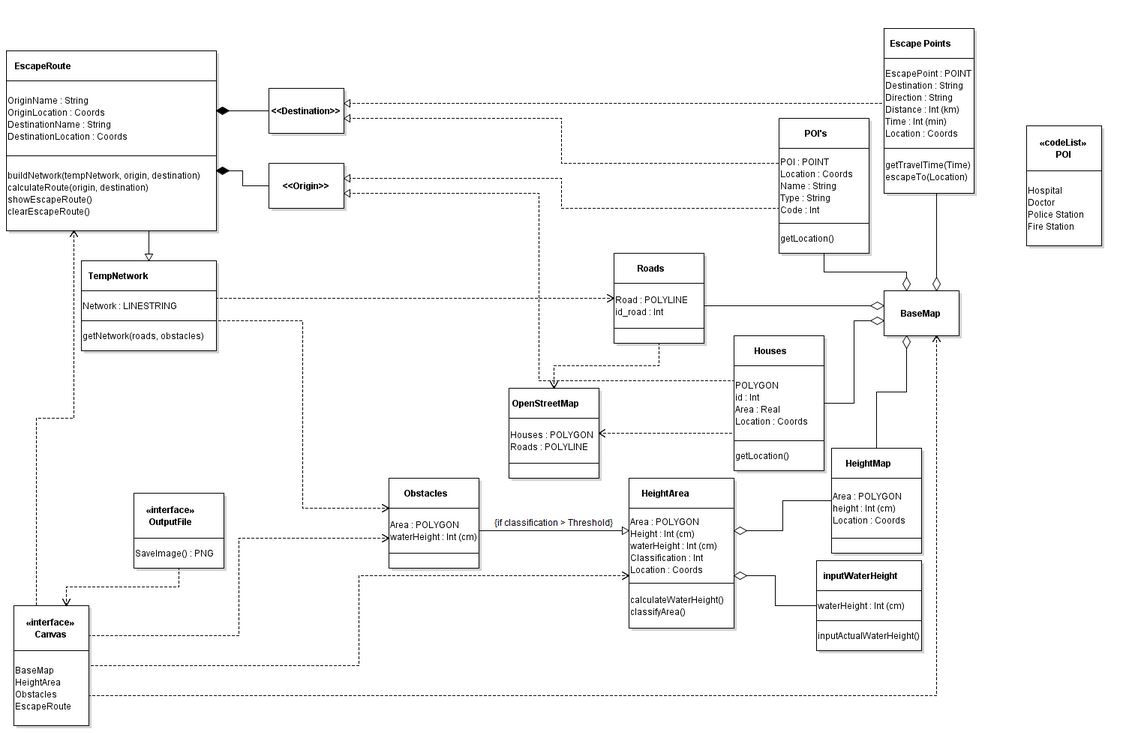 EscapeRoute
OriginName : String
OriginLocation : Coords
DestinationName : String
DestinationLocation : Coords
buildNetwork(tempNetwork, origin, destination)
calculateRoute(origin, destination)
showEscapeRoute()
clearEscapeRoute()
<<Destination>>
<<Origin>>
Escape Points
EscapePoint : POINT
Destination : String
Direction : String
Distance : Int (km)
Time : Int (min)
Location : Coords
getTravelTime(Time)
escapeTo(Location)
POI's
POI : POINT
Location : Coords
Name : String
Type : String
Code : Int
getLocation()
«codeList»
POI
Hospital
Doctor
Police Station
Fire Station
TempNetwork
Network : LINESTRING
getNetwork(roads, obstacles)
Roads
Road : POLYLINE
id_road : Int
BaseMap
Houses
POLYGON
id : Int
Area : Real
Location : Coords
getLocation()
OpenStreetMap
Houses : POLYGON
Roads : POLYLINE
HeightMap
Area : POLYGON
height : Int (cm)
Location : Coords
Obstacles
Area : POLYGON
waterHeight : Int (cm)
{if classification > Threshold}
HeightArea
Area : POLYGON
Height : Int (cm)
waterHeight : Int (cm)
Classification : Int
Location : Coords
calculateWaterHeight()
classifyArea()
inputWaterHeight
waterHeight : Int (cm)
inputActualWaterHeight()
«interface»
OutputFile
SaveImage() : PNG
«interface»
Canvas
BaseMap
HeightArea
Obstacles
EscapeRoute